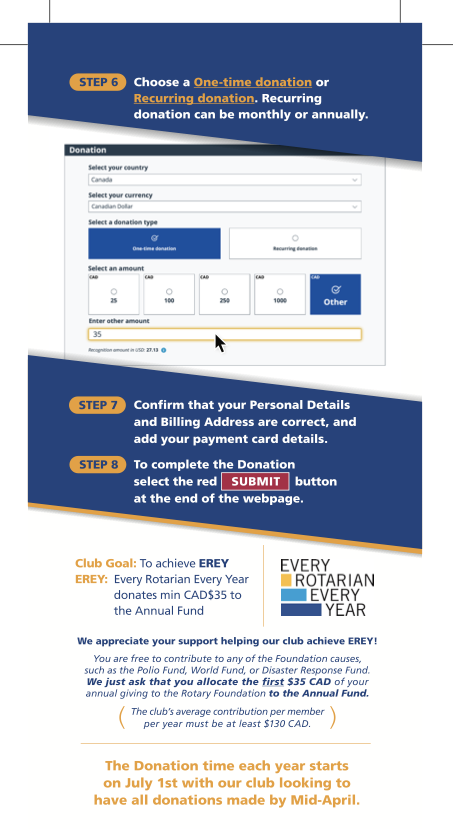 STEP 6 Choose a One-time donation or
Recurring donation. Recurring
donation can be monthly or annually.
Donation
Select your country
Canada
Select your currency
Canadian Dollar
Select a donation type
One-time donation
Recurring donation
Select an amount
CAD CAD CAD CAD CAD
25 100 250 1000 Other
Enter other amount
35
Recognition amount in USD: 27.13
STEP 7 Confirm that your Personal Details
and Billing Address are correct, and
add your payment card details.
STEP 8 To complete the Donation
select the red SUBMIT button
at the end of the webpage.
Club Goal: To achieve EREY
EREY: Every Rotarian Every Year
donates min CAD$35 to
the Annual Fund
EVERY
ROTARIAN
EVERY
YEAR
We appreciate your support helping our club achieve EREY!
You are free to contribute to any of the Foundation causes,
such as the Polio Fund, World Fund, or Disaster Response Fund.
We just ask that you allocate the first $35 CAD of your
annual giving to the Rotary Foundation to the Annual Fund.
( The club's average contribution per member
per year must be at least $130 CAD. )
The Donation time each year starts
on July 1st with our club looking to
have all donations made by Mid-April.